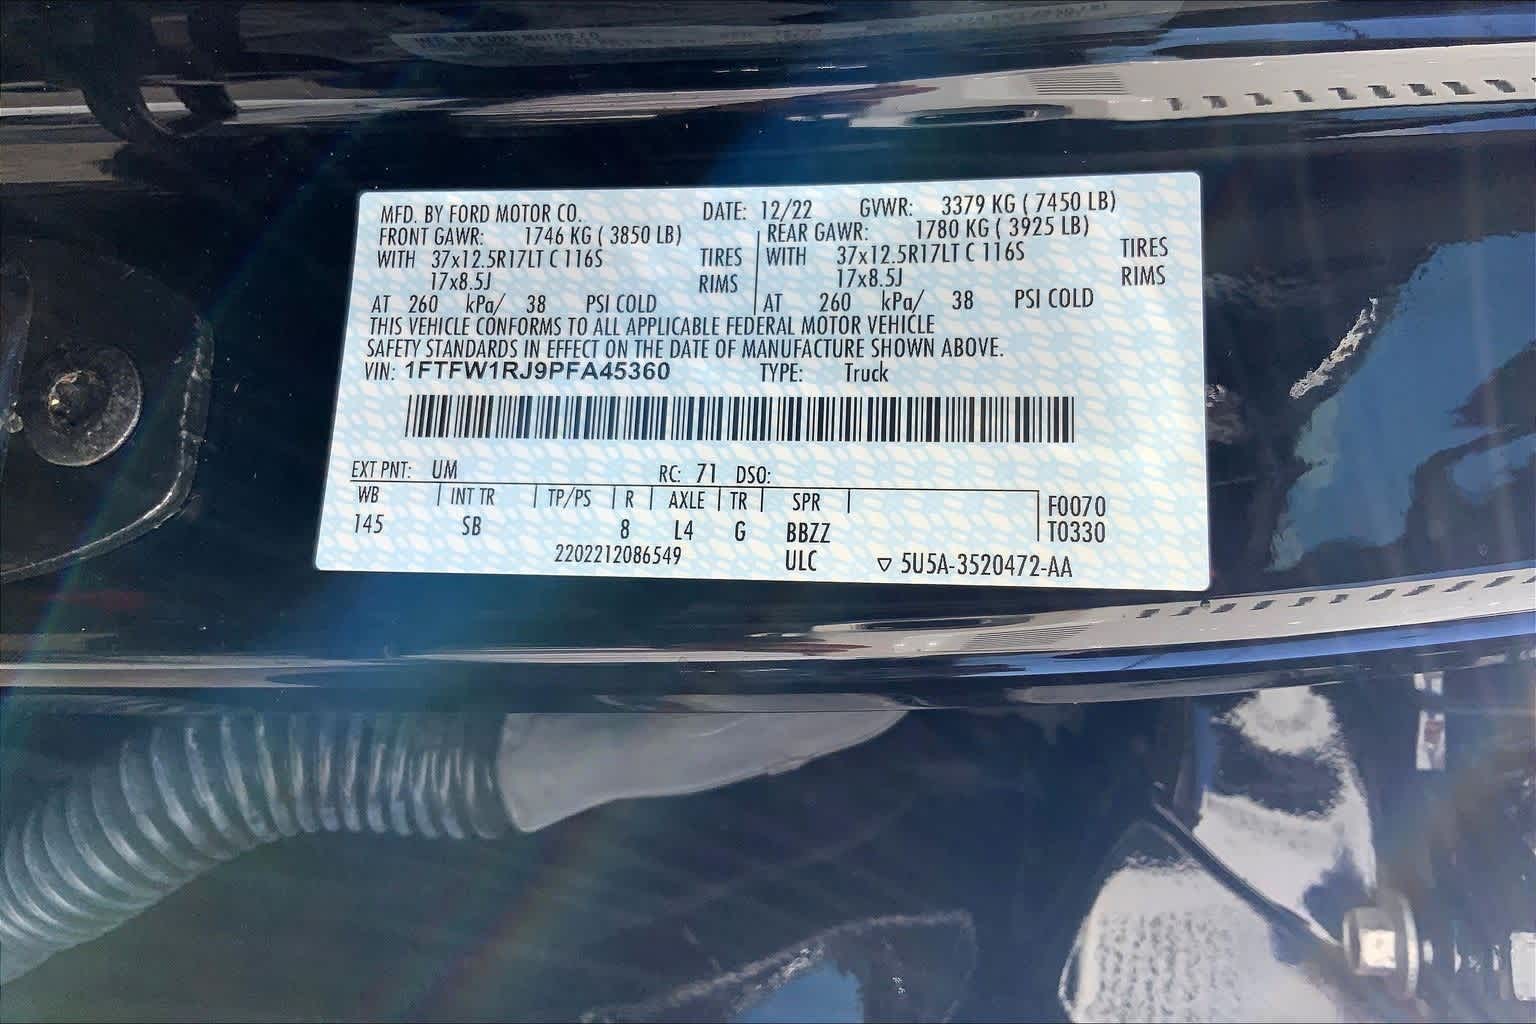 MFD. BY FORD MOTOR CO. DATE: 12/22 GVWR: 3379 KG ( 7450 LB)
FRONT GAWR: 1746 KG ( 3850 LB) REAR GAWR: 1780 KG ( 3925 LB)
WITH 37x12.5R17LT C 116S TIRES WITH 37x12.5R17LT C 116S TIRES
17x8.5J RIMS 17x8.5J RIMS
AT 260 kPa/ 38 PSI COLD AT 260 kPa/ 38 PSI COLD
THIS VEHICLE CONFORMS TO ALL APPLICABLE FEDERAL MOTOR VEHICLE
SAFETY STANDARDS IN EFFECT ON THE DATE OF MANUFACTURE SHOWN ABOVE.
VIN: 1FTFW1RJ9PFA45360 TYPE: Truck
EXT PNT: UM RC: 71 DSO:
WB INT TR TP/PS R AXLE TR SPR F0070
145 SB 8 L4 G BBZZ T0330
2202212086549 ULC ▽ 5U5A-3520472-AA